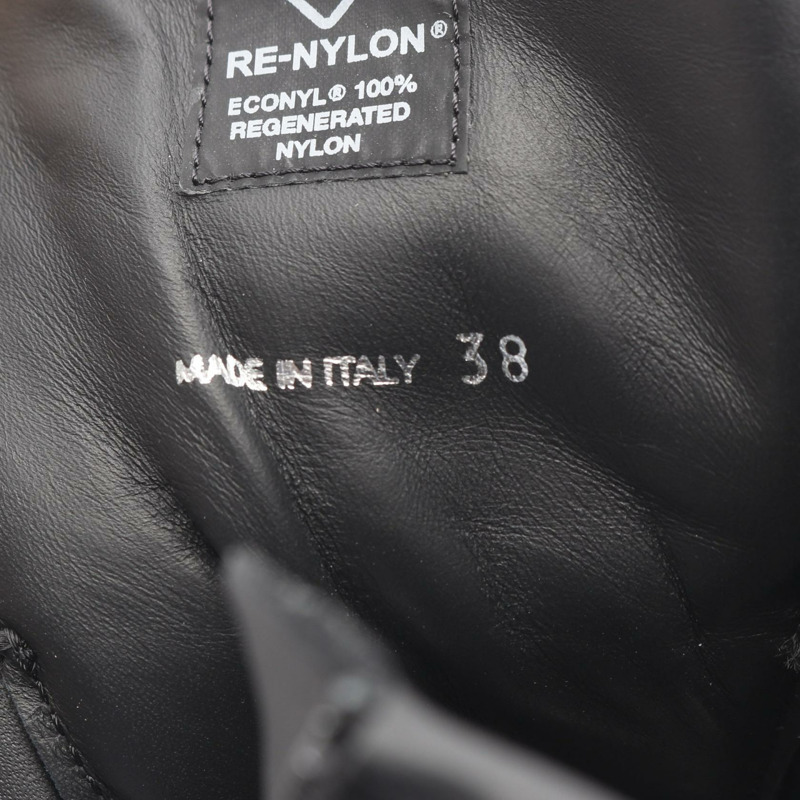 RE-NYLON®
ECONYL® 100%
REGENERATED
NYLON
MADE IN ITALY 38